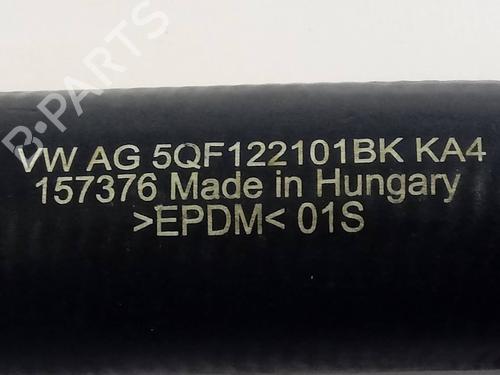 B-PARTS
VW AG 5QF122101BK KA4
157376 Made in Hungary
>EPDM< 01S